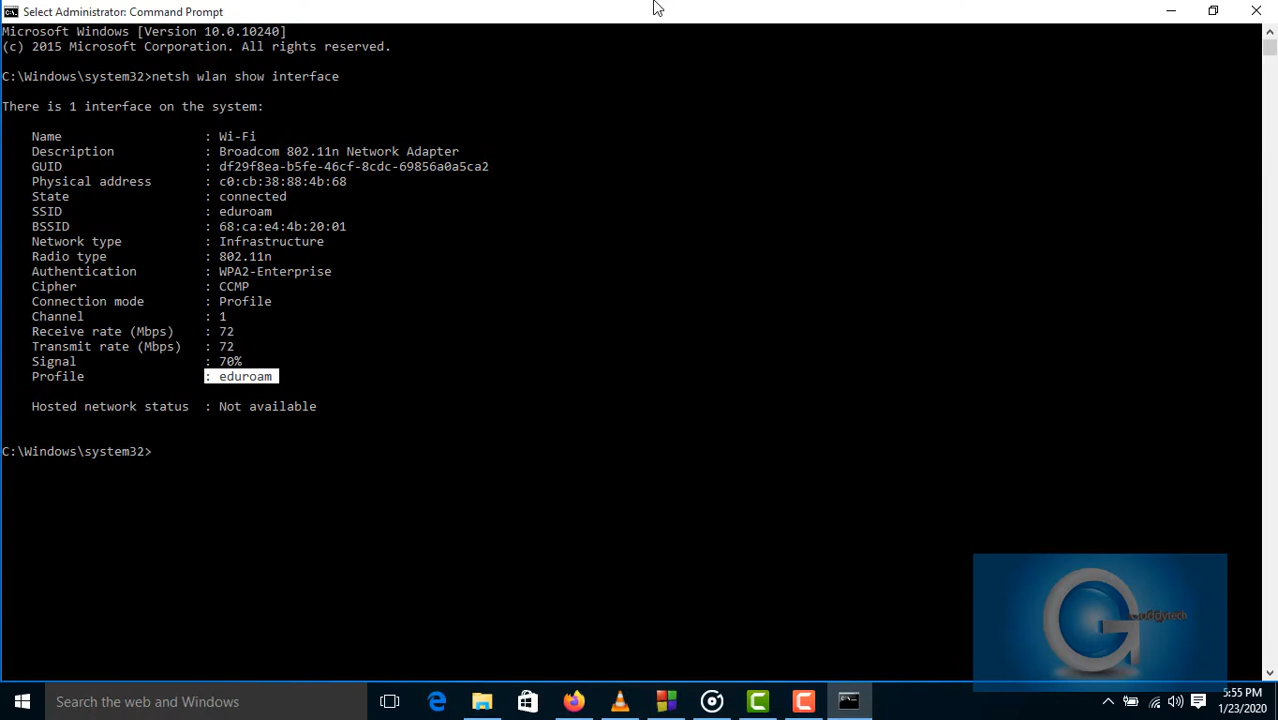 Select Administrator: Command Prompt
Microsoft Windows [Version 10.0.10240]
(c) 2015 Microsoft Corporation. All rights reserved.
C:\Windows\system32>netsh wlan show interface
There is 1 interface on the system:
Name : Wi-Fi
Description : Broadcom 802.11n Network Adapter
GUID : df29f8ea-b5fe-46cf-8cdc-69856a0a5ca2
Physical address : c0:cb:38:88:4b:68
State : connected
SSID : eduroam
BSSID : 68:ca:e4:4b:20:01
Network type : Infrastructure
Radio type : 802.11n
Authentication : WPA2-Enterprise
Cipher : CCMP
Connection mode : Profile
Channel : 1
Receive rate (Mbps) : 72
Transmit rate (Mbps) : 72
Signal : 70%
Profile : eduroam
Hosted network status : Not available
C:\Windows\system32>
Search the web and Windows
5:55 PM
1/23/2020